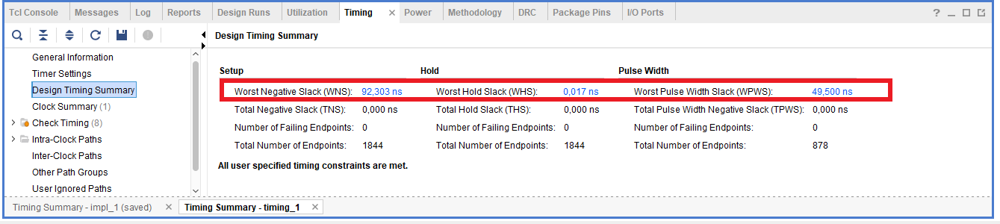 Tcl Console Messages Log Reports Design Runs Utilization Timing × Power Methodology DRC Package Pins I/O Ports ?
Design Timing Summary
General Information
Timer Settings
Design Timing Summary
Clock Summary (1)
Check Timing (8)
Intra-Clock Paths
Inter-Clock Paths
Other Path Groups
User Ignored Paths
Setup Hold Pulse Width
Worst Negative Slack (WNS): 92,303 ns Worst Hold Slack (WHS): 0,017 ns Worst Pulse Width Slack (WPWS): 49,500 ns
Total Negative Slack (TNS): 0,000 ns Total Hold Slack (THS): 0,000 ns Total Pulse Width Negative Slack (TPWS): 0,000 ns
Number of Failing Endpoints: 0 Number of Failing Endpoints: 0 Number of Failing Endpoints: 0
Total Number of Endpoints: 1844 Total Number of Endpoints: 1844 Total Number of Endpoints: 878
All user specified timing constraints are met.
Timing Summary - impl_1 (saved) × Timing Summary - timing_1 ×